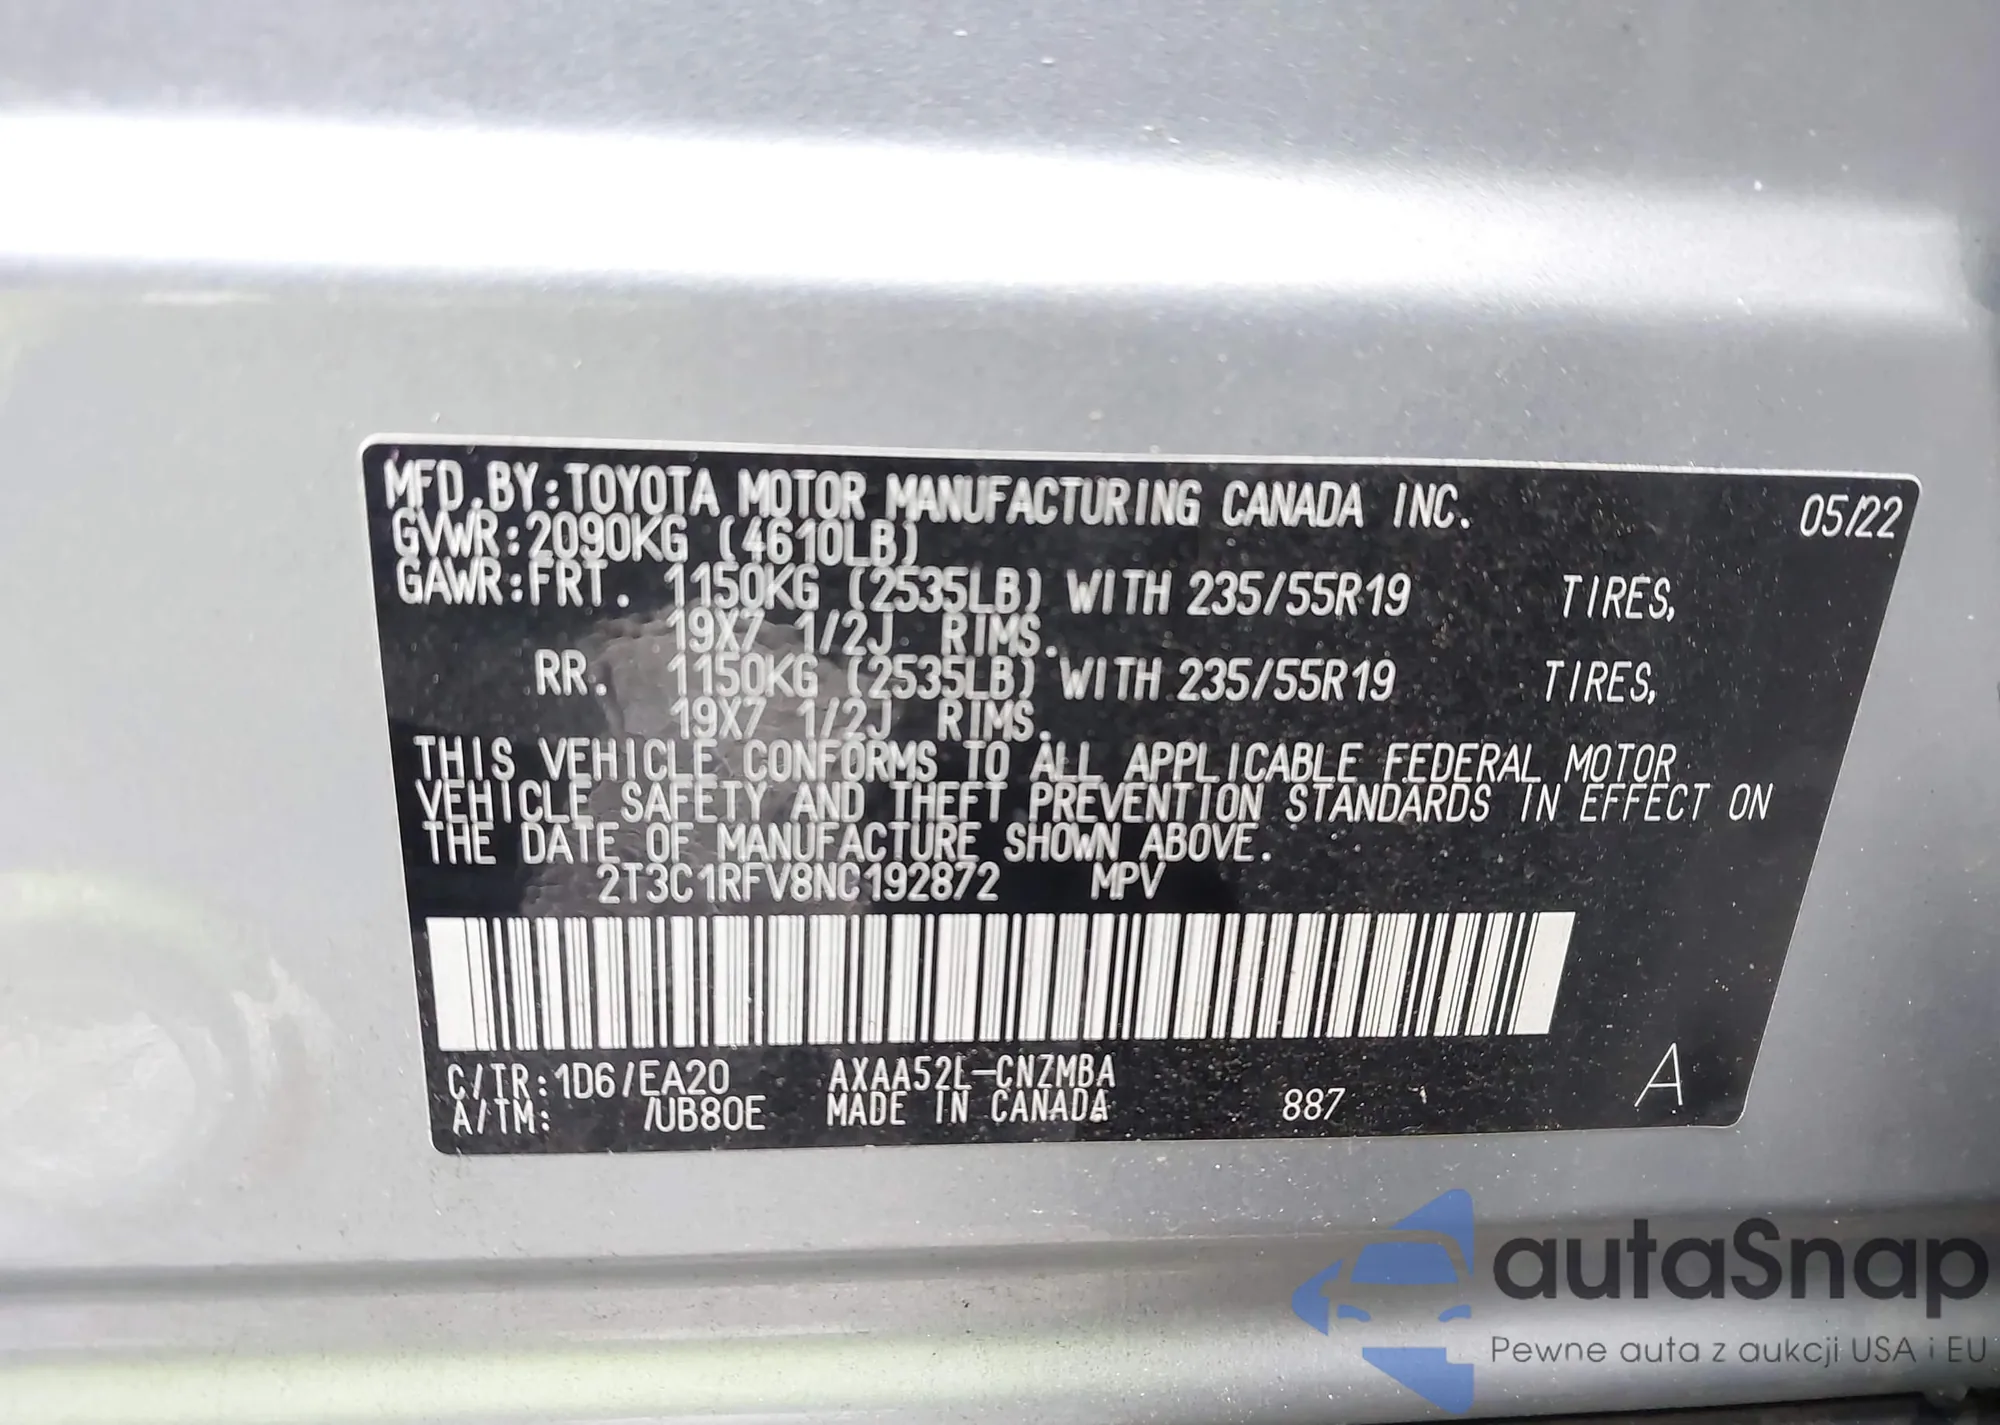 MFD.BY:TOYOTA MOTOR MANUFACTURING CANADA INC. 05/22
GVWR:2090KG (4610LB)
GAWR:FRT. 1150KG (2535LB) WITH 235/55R19 TIRES,
19X7 1/2J RIMS.
RR. 1150KG (2535LB) WITH 235/55R19 TIRES,
19X7 1/2J RIMS.
THIS VEHICLE CONFORMS TO ALL APPLICABLE FEDERAL MOTOR
VEHICLE SAFETY AND THEFT PREVENTION STANDARDS IN EFFECT ON
THE DATE OF MANUFACTURE SHOWN ABOVE.
2T3C1RFV8NC192872 MPV
C/TR:1D6/EA20 AXAA52L-CNZMBA
A/TM: /UB80E MADE IN CANADA 887 A
autoSnap
Pewne auta z aukcji USA i EU